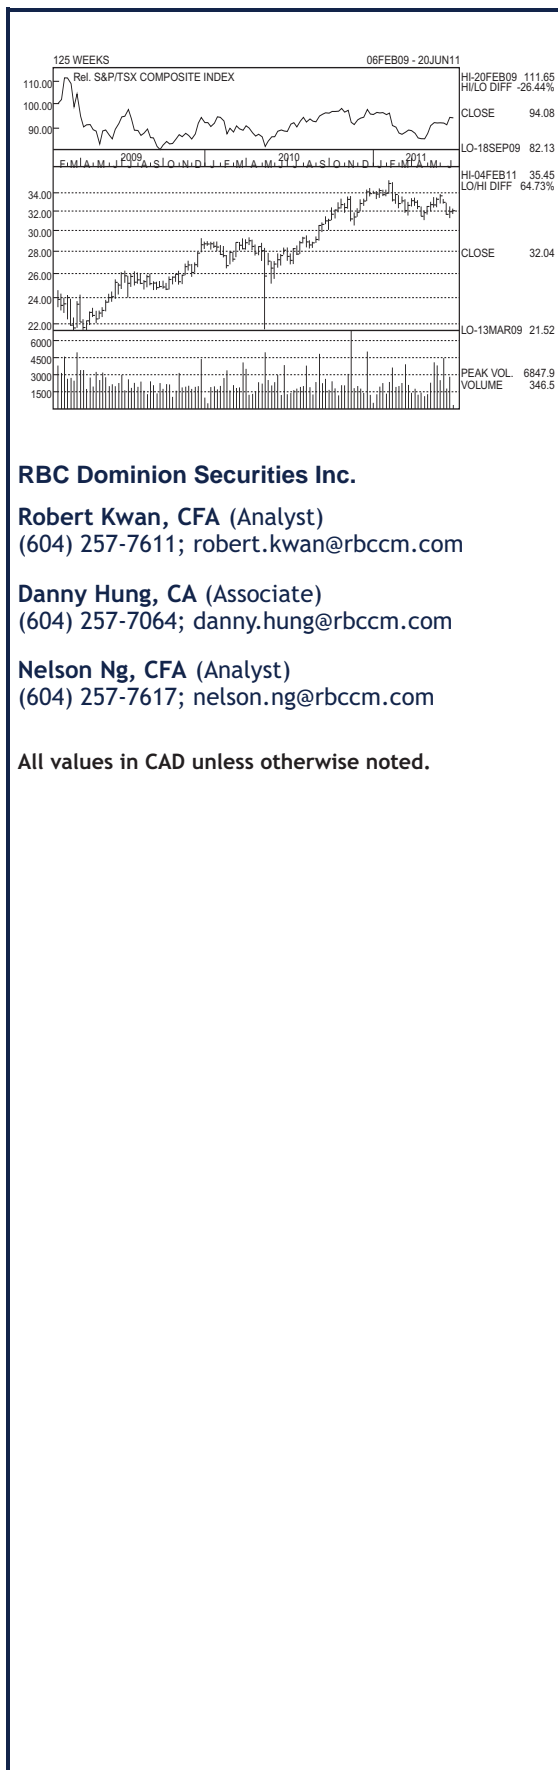 125 WEEKS 06FEB09 - 20JUN11
Rel. S&P/TSX COMPOSITE INDEX
HI-20FEB09 111.65
HI/LO DIFF -26.44%
110.00
100.00
CLOSE 94.08
90.00
LO-18SEP09 82.13
2009 2010 2011
F M A M J J A S O N D J F M A M J J A S O N D J F M A M J
HI-04FEB11 35.45
LO/HI DIFF 64.73%
34.00
32.00
30.00
28.00
CLOSE 32.04
26.00
24.00
22.00
LO-13MAR09 21.52
6000
4500
3000
1500
PEAK VOL. 6847.9
VOLUME 346.5
RBC Dominion Securities Inc.
Robert Kwan, CFA (Analyst)
(604) 257-7611; robert.kwan@rbccm.com
Danny Hung, CA (Associate)
(604) 257-7064; danny.hung@rbccm.com
Nelson Ng, CFA (Analyst)
(604) 257-7617; nelson.ng@rbccm.com
All values in CAD unless otherwise noted.